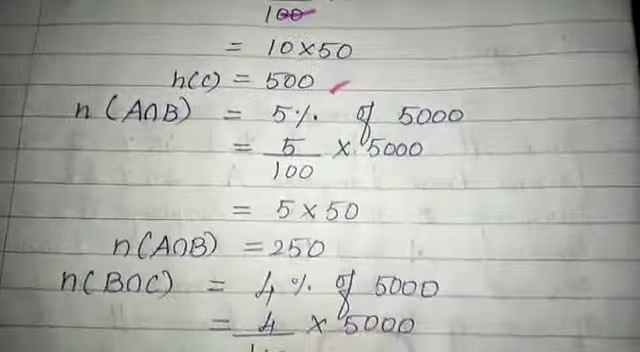 100
= 10 × 50
n(C) = 500
n (A∩B) = 5% of 5000
= 5/100 × 5000
= 5 × 50
n(A∩B) = 250
n(B∩C) = 4% of 5000
= 4 × 5000